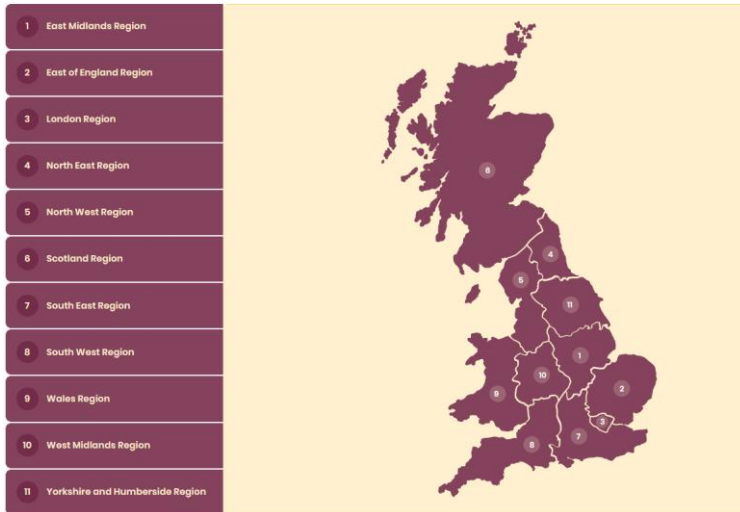 1 East Midlands Region
2 East of England Region
3 London Region
4 North East Region
5 North West Region
6 Scotland Region
7 South East Region
8 South West Region
9 Wales Region
10 West Midlands Region
11 Yorkshire and Humberside Region
6
4
5
11
1
10
2
9
3
7
8